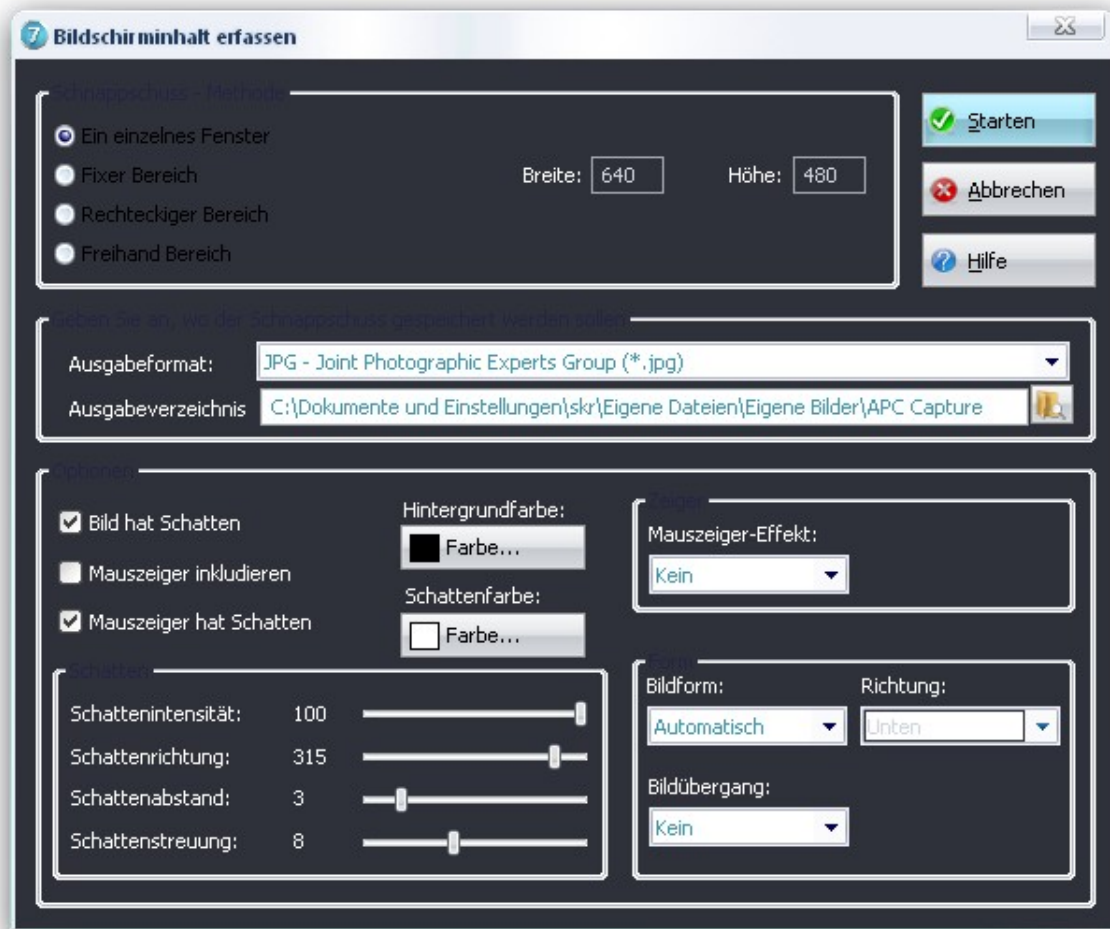 Bildschirminhalt erfassen
Schnappschuss - Methode
Ein einzelnes Fenster
Fixer Bereich
Breite: 640 Höhe: 480
Rechteckiger Bereich
Freihand Bereich
Starten
Abbrechen
Hilfe
Geben Sie an, wo der Schnappschuss gespeichert werden sollen
Ausgabeformat: JPG - Joint Photographic Experts Group (*.jpg)
Ausgabeverzeichnis C:\Dokumente und Einstellungen\skr\Eigene Dateien\Eigene Bilder\APC Capture
Optionen
Bild hat Schatten
Mauszeiger inkludieren
Mauszeiger hat Schatten
Hintergrundfarbe:
Farbe...
Schattenfarbe:
Farbe...
Zeiger
Mauszeiger-Effekt:
Kein
Schatten
Schattenintensität: 100
Schattenrichtung: 315
Schattenabstand: 3
Schattenstreuung: 8
Form
Bildform: Richtung:
Automatisch Unten
Bildübergang:
Kein